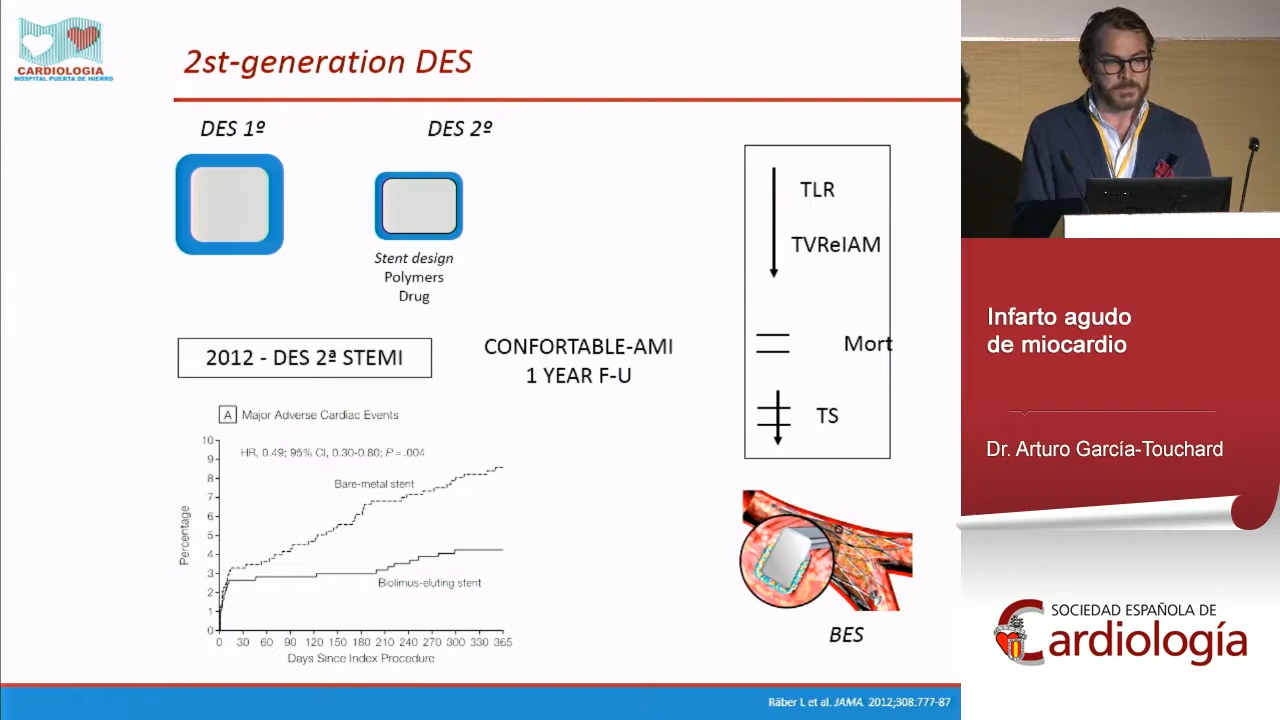 CARDIOLOGIA
HOSPITAL PUERTA DE HIERRO
2st-generation DES
DES 1º
DES 2º
Stent design
Polymers
Drug
TLR
TVReIAM
Mort
TS
2012 - DES 2ª STEMI
CONFORTABLE-AMI
1 YEAR F-U
A Major Adverse Cardiac Events
HR, 0.49; 95% CI, 0.30-0.80; P = .004
Bare-metal stent
Biolimus-eluting stent
Percentage
10
9
8
7
6
5
4
3
2
1
0
0 30 60 90 120 150 180 210 240 270 300 330 365
Days Since Index Procedure
BES
Räber L et al. JAMA. 2012;308:777-87
Infarto agudo
de miocardio
Dr. Arturo García-Touchard
SOCIEDAD ESPAÑOLA DE
Cardiología